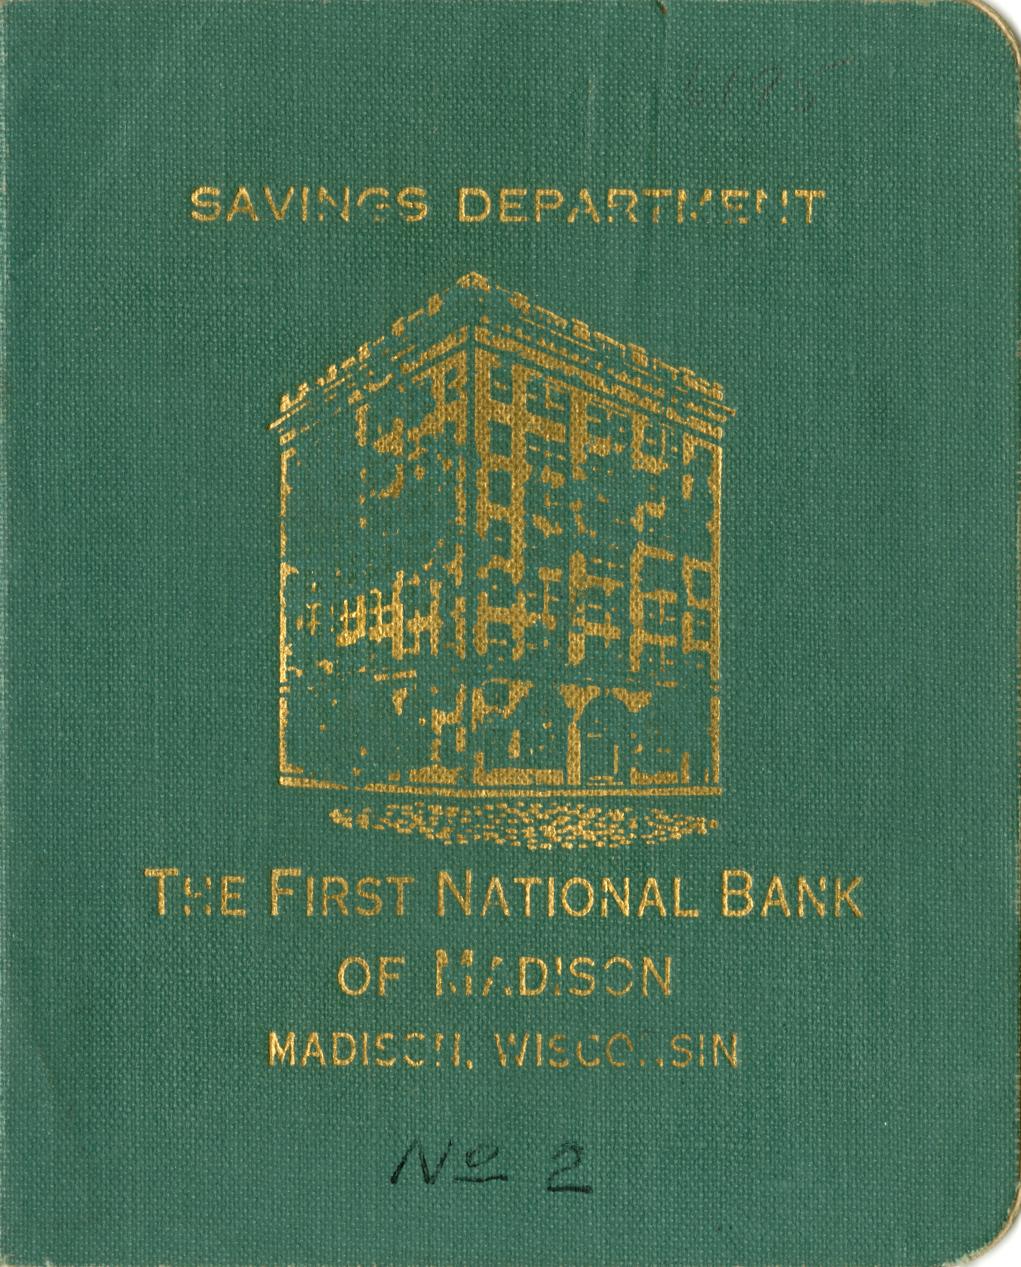 SAVINGS DEPARTMENT
THE FIRST NATIONAL BANK
OF MADISON
MADISON, WISCONSIN
Nº 2